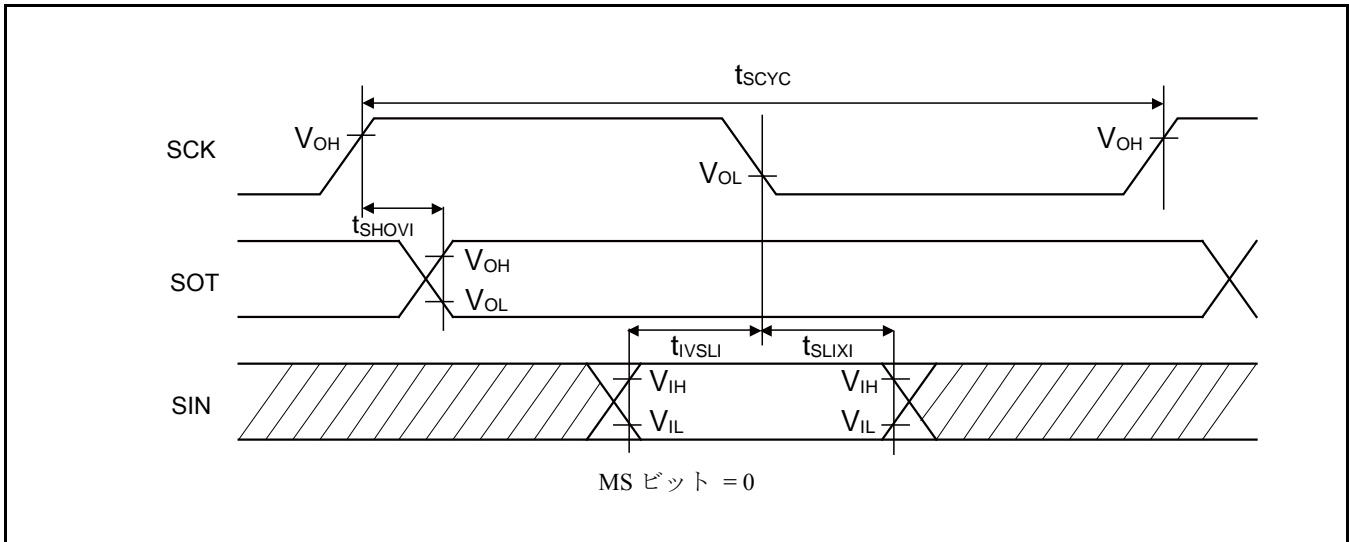 tSCYC
SCK
VOH
VOL
VOH
tSHOVI
SOT
VOH
VOL
tIVSLI
tSLIXI
SIN
VIH
VIH
VIL
VIL
MS ビット = 0